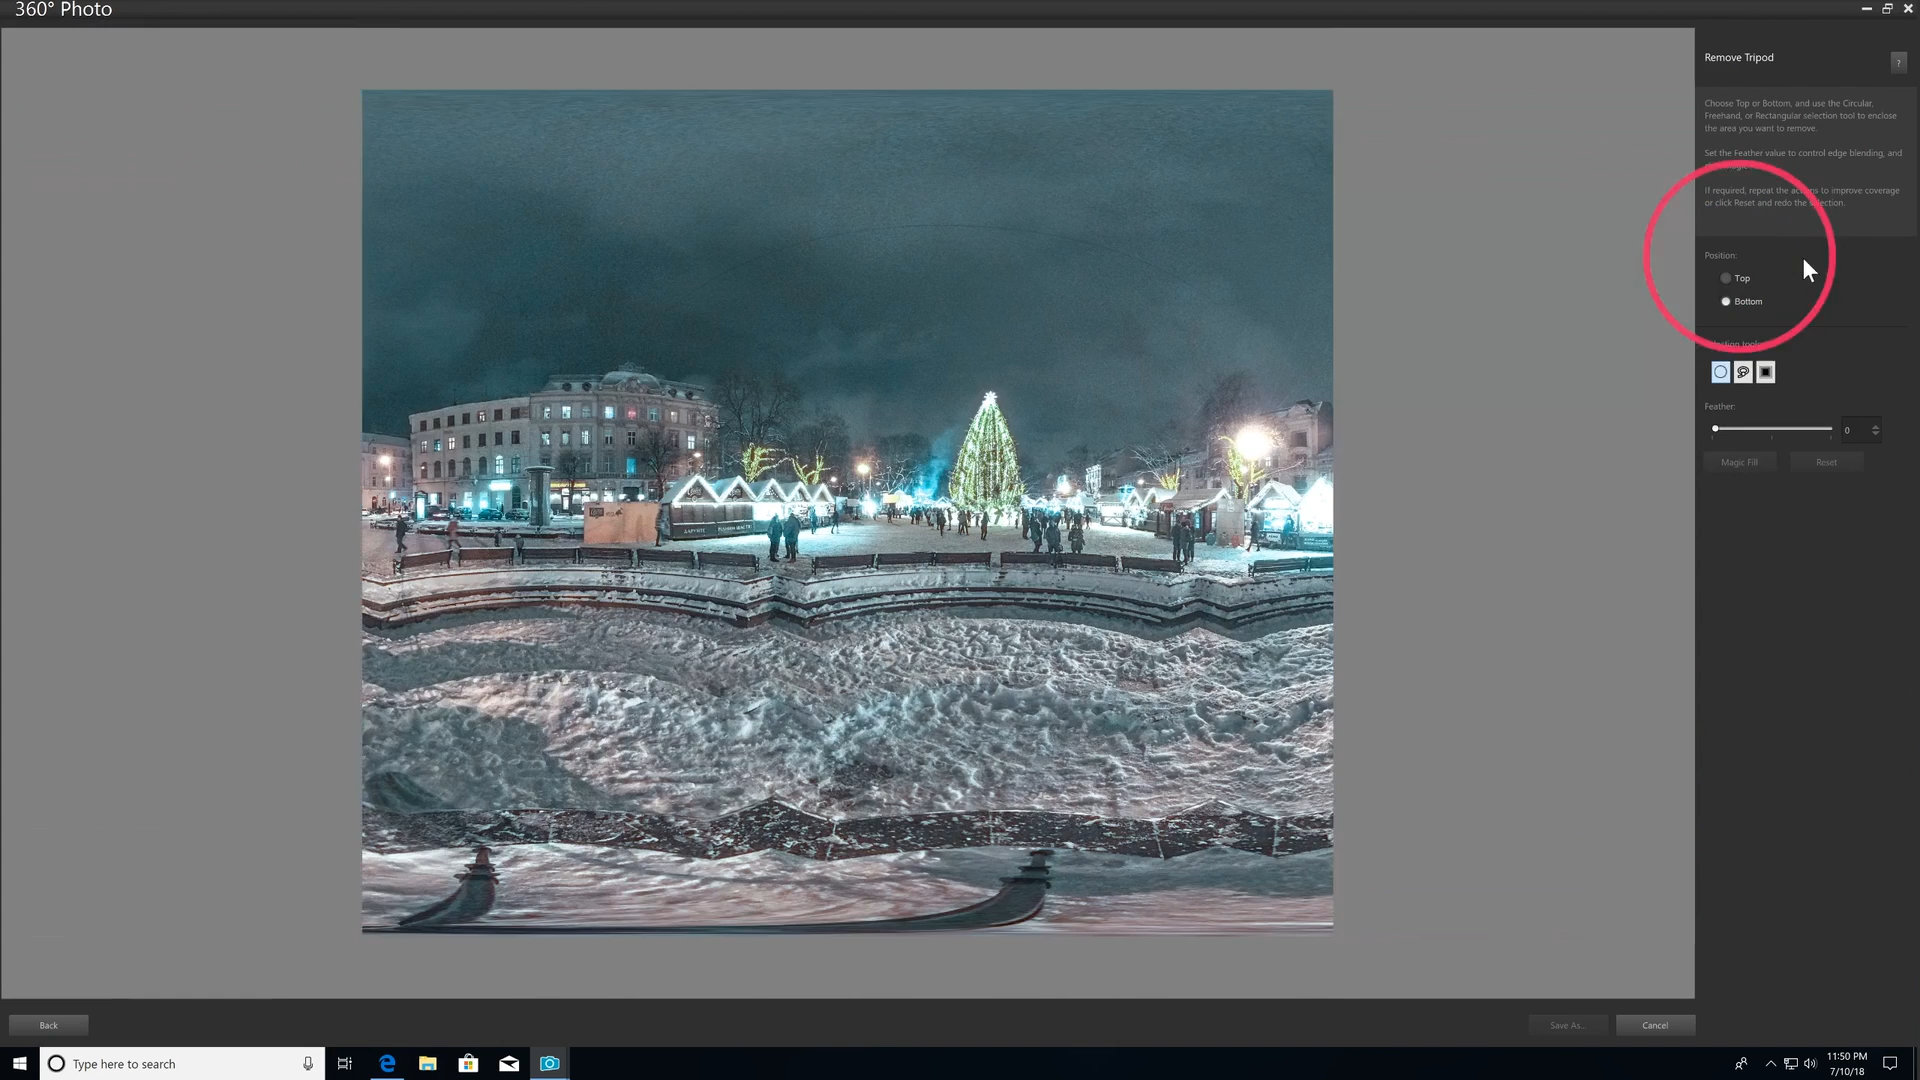 360° Photo
Remove Tripod
?
Choose Top or Bottom, and use the Circular,
Freehand, or Rectangular selection tool to enclose
the area you want to remove.
Set the Feather value to control edge blending, and
If required, repeat the actions to improve coverage
or click Reset and redo the selection.
Position:
Top
Bottom
Feather:
0
Magic Fill
Reset
Back
Save As...
Cancel
Type here to search
11:50 PM
7/10/18